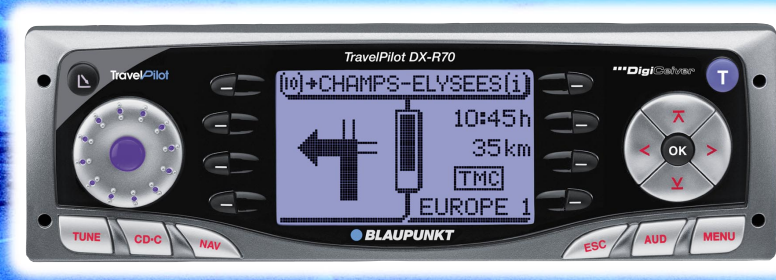 TravelPilot DX-R70
TravelPilot
DigiCeiver
T
((o)) → CHAMPS-ELYSEES (i)
10:45h
35km
TMC
EUROPE 1
OK
TUNE
CD•C
NAV
BLAUPUNKT
ESC
AUD
MENU